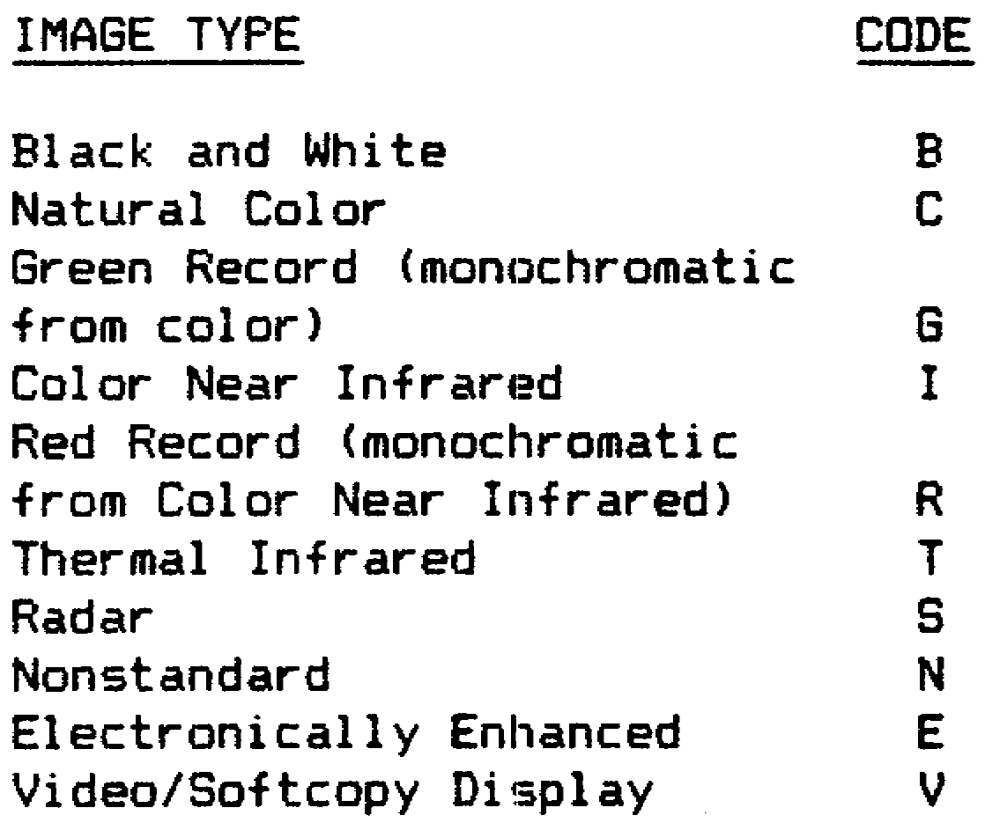 IMAGE TYPE CODE
Black and White B
Natural Color C
Green Record (monochromatic
from color) G
Color Near Infrared I
Red Record (monochromatic
from Color Near Infrared) R
Thermal Infrared T
Radar S
Nonstandard N
Electronically Enhanced E
Video/Softcopy Display V